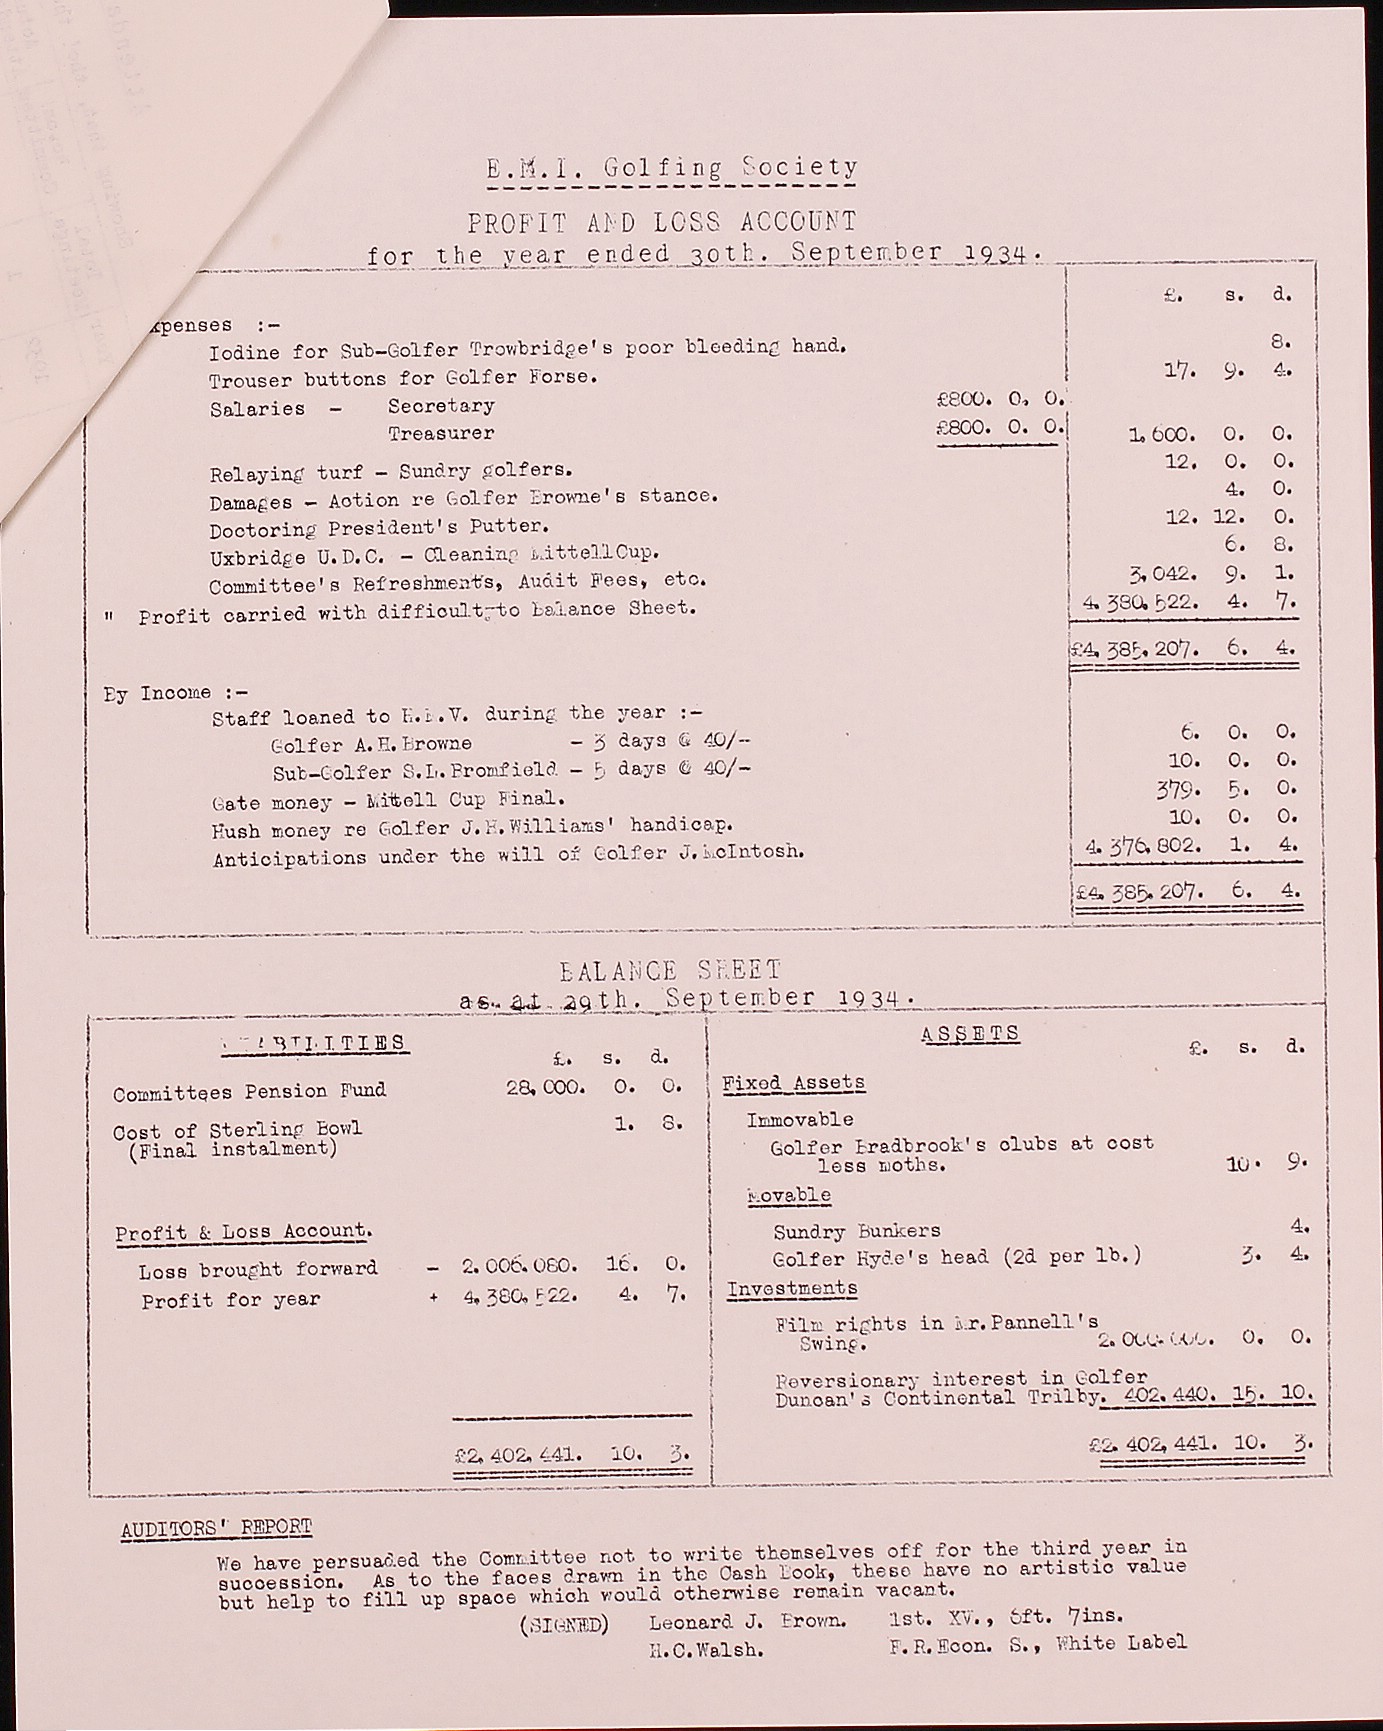 E.M.I. Golfing Society
PROFIT AND LOSS ACCOUNT
for the year ended 30th. September 1934.
£. s. d.
xpenses :-
Iodine for Sub-Golfer Trowbridge's poor bleeding hand. 8.
Trouser buttons for Golfer Forse. 17. 9. 4.
Salaries - Secretary £800. 0. 0.
Treasurer £800. 0. 0. 1,600. 0. 0.
Relaying turf - Sundry golfers. 12. 0. 0.
Damages - Action re Golfer Browne's stance. 4. 0.
Doctoring President's Putter. 12. 12. 0.
Uxbridge U.D.C. - Cleaning Littell Cup. 6. 8.
Committee's Refreshments, Audit Fees, etc. 3,042. 9. 1.
" Profit carried with difficult-to Balance Sheet. 4.380,522. 4. 7.
£4,385,207. 6. 4.
By Income :-
Staff loaned to during the year :-
Golfer A.H.Browne - 3 days @ 40/- 6. 0. 0.
Sub-Golfer S.L.Bromfield - 5 days @ 40/- 10. 0. 0.
Gate money - Mittell Cup Final. 379. 5. 0.
Hush money re Golfer J.H.Williams' handicap. 10. 0. 0.
Anticipations under the will of Golfer J.McIntosh. 4.376,802. 1. 4.
£4,385,207. 6. 4.
BALANCE SHEET
as at 29th. September 1934.
LIABILITIES
£. s. d.
Committees Pension Fund 28,000. 0. 0.
Cost of Sterling Bowl 1. 8.
(Final instalment)
Profit & Loss Account.
Loss brought forward - 2.006.080. 16. 0.
Profit for year + 4,380,522. 4. 7.
£2,402,441. 10. 3.
ASSETS
£. s. d.
Fixed Assets
Immovable
Golfer Bradbrook's clubs at cost
less moths. 10. 9.
Movable
Sundry Bunkers 4.
Golfer Hyde's head (2d per lb.) 3. 4.
Investments
Film rights in Mr.Pannell's
Swing. 2.000.000. 0. 0.
Reversionary interest in Golfer
Duncan's Continental Trilby. 402.440. 15. 10.
£2.402,441. 10. 3.
AUDITORS' REPORT
We have persuaded the Committee not to write themselves off for the third year in
succession. As to the faces drawn in the Cash Book, these have no artistic value
but help to fill up space which would otherwise remain vacant.
(SIGNED) Leonard J. Brown. 1st. XV., 6ft. 7ins.
H.C.Walsh. F.R.Econ. S., White Label